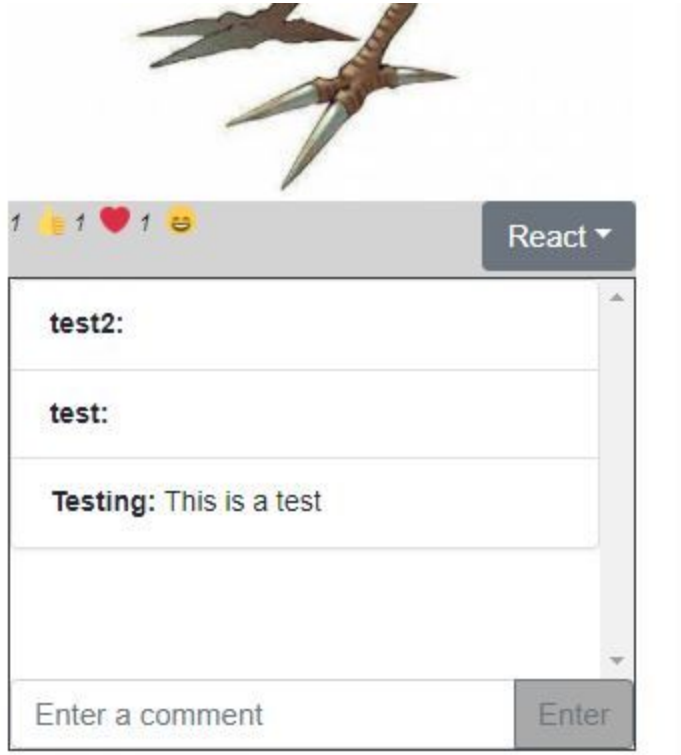 1 👍 1 ❤️ 1 😄
React
test2:
test:
Testing: This is a test
Enter a comment
Enter